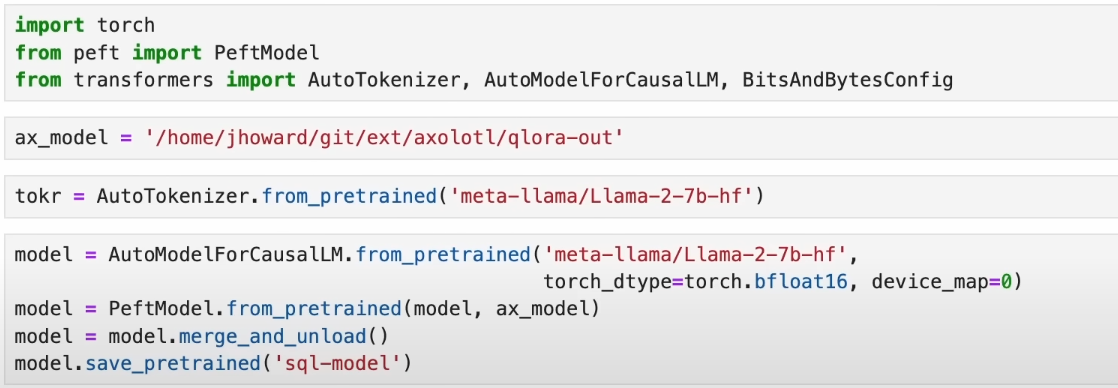 import torch
from peft import PeftModel
from transformers import AutoTokenizer, AutoModelForCausalLM, BitsAndBytesConfig
ax_model = '/home/jhoward/git/ext/axolotl/qlora-out'
tokr = AutoTokenizer.from_pretrained('meta-llama/Llama-2-7b-hf')
model = AutoModelForCausalLM.from_pretrained('meta-llama/Llama-2-7b-hf',
torch_dtype=torch.bfloat16, device_map=0)
model = PeftModel.from_pretrained(model, ax_model)
model = model.merge_and_unload()
model.save_pretrained('sql-model')